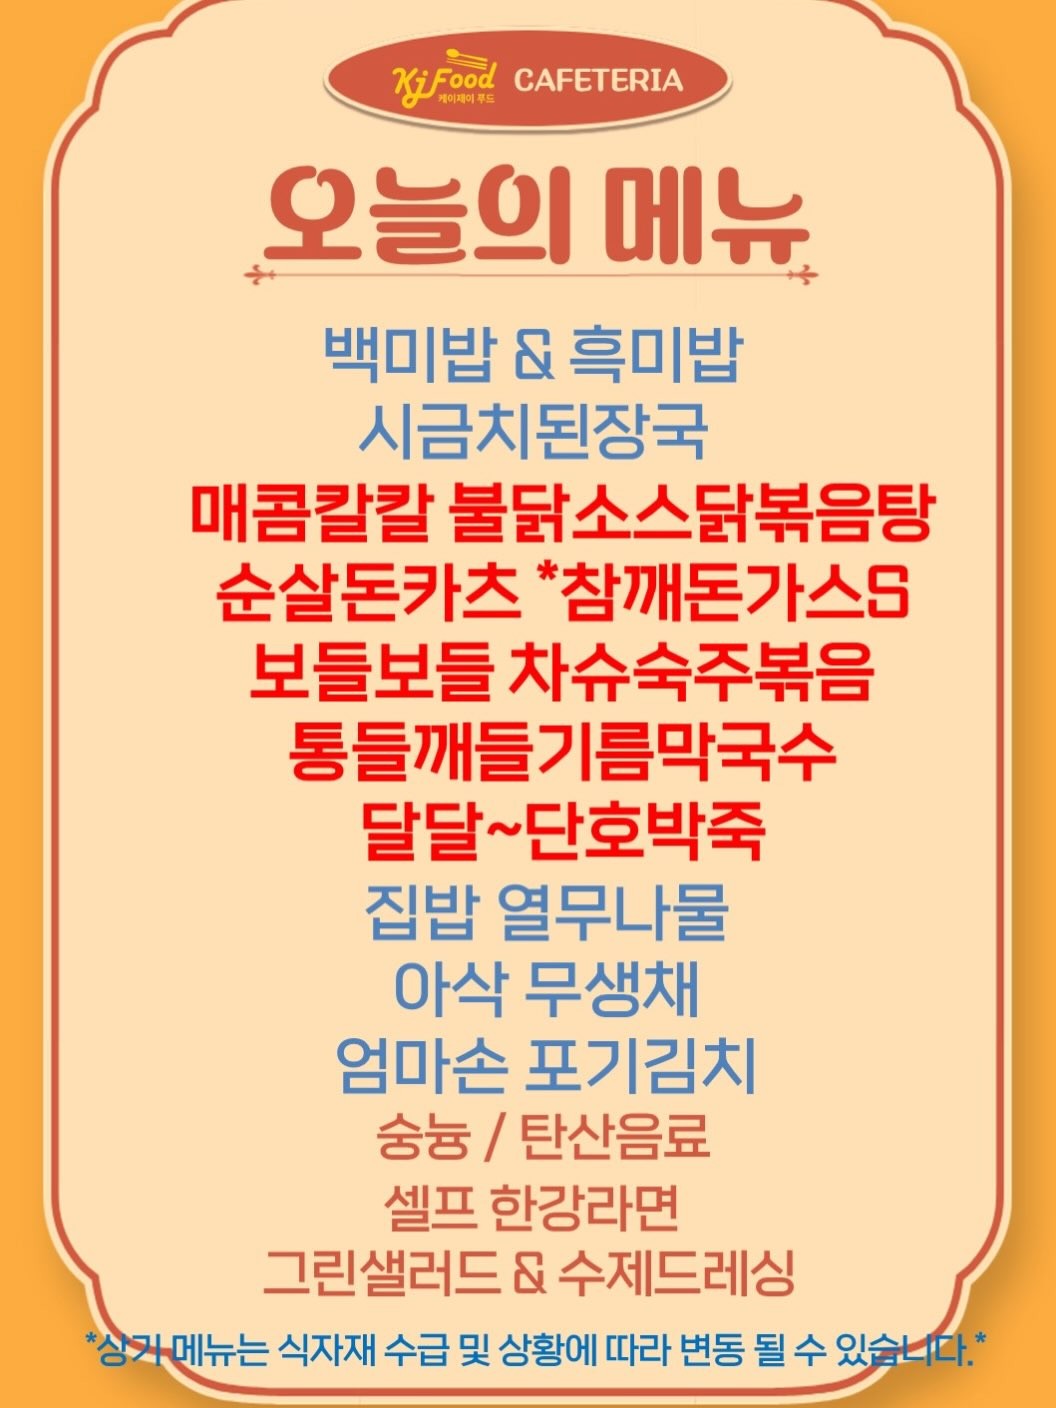 KjFood CAFETERIA
케이제이 푸드
오늘의 메뉴
백미밥 & 흑미밥
시금치된장국
매콤칼칼 불닭소스닭볶음탕
순살돈카츠 *참깨돈가스S
보들보들 차슈숙주볶음
통들깨들기름막국수
달달~단호박죽
집밥 열무나물
아삭 무생채
엄마손 포기김치
숭늉 / 탄산음료
셀프 한강라면
그린샐러드 & 수제드레싱
*상기 메뉴는 식자재 수급 및 상황에 따라 변동 될 수 있습니다.*